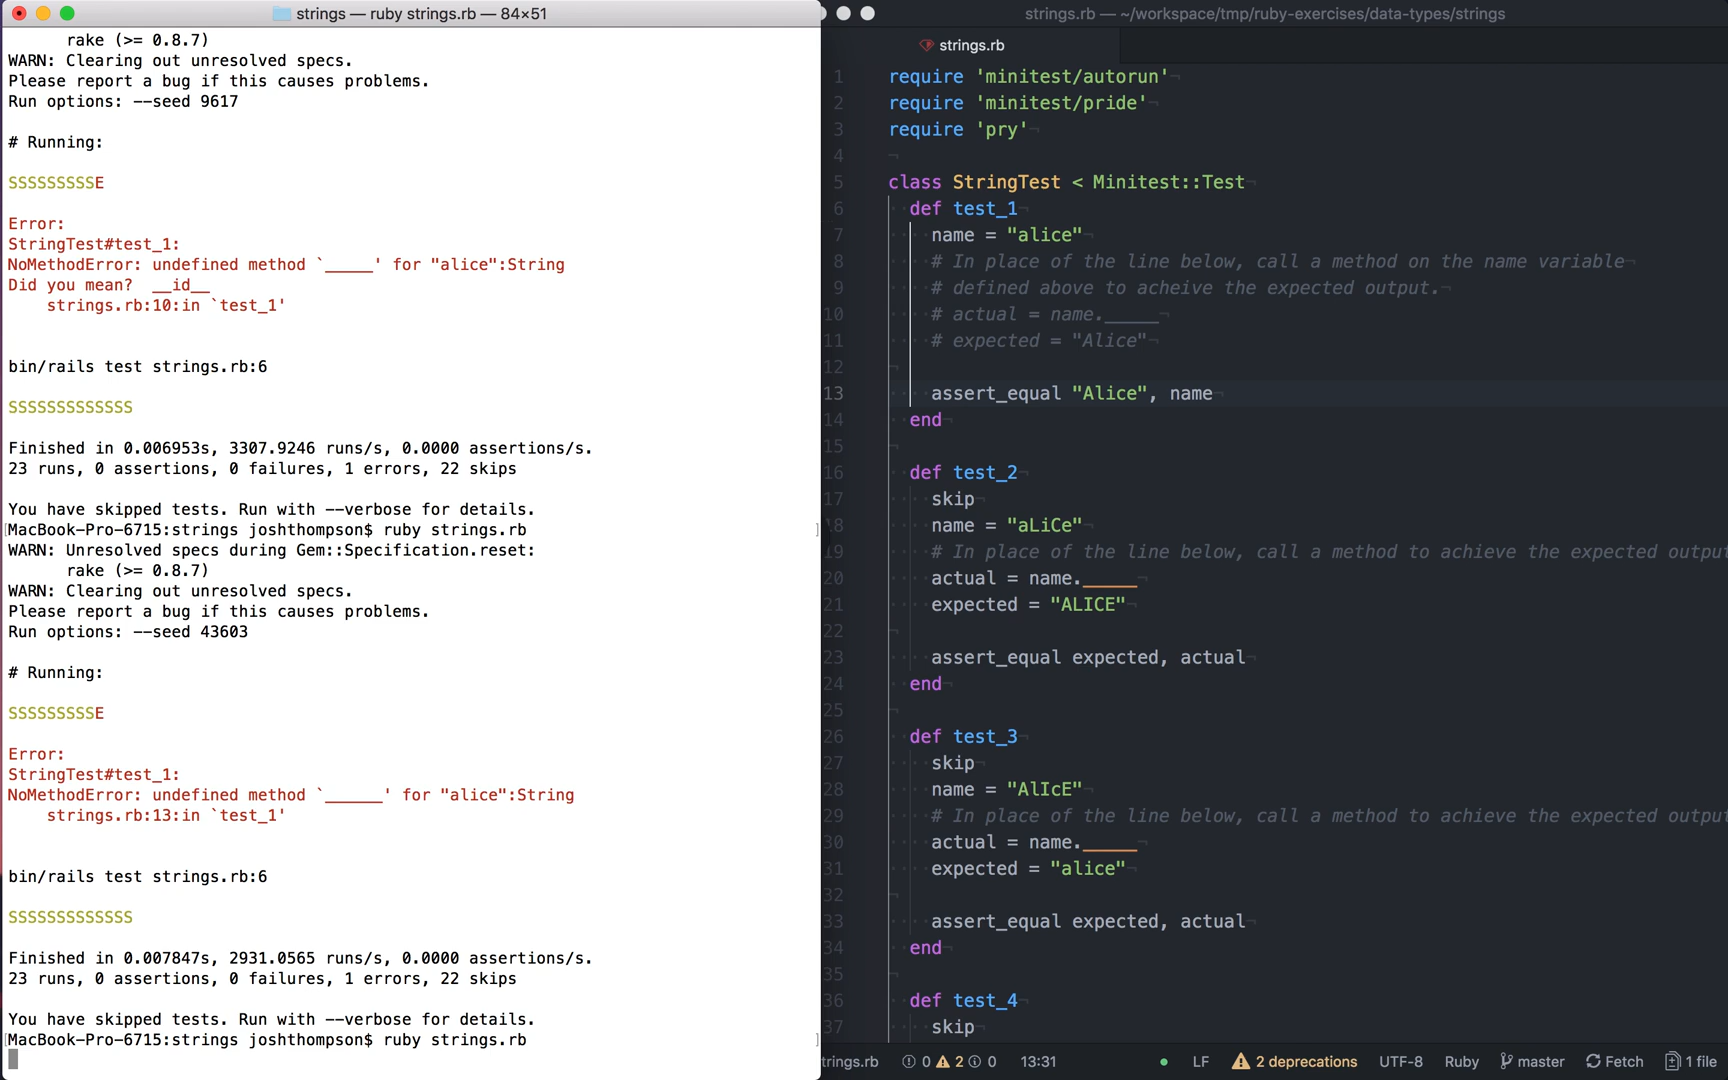 strings — ruby strings.rb — 84×51
rake (>= 0.8.7)
WARN: Clearing out unresolved specs.
Please report a bug if this causes problems.
Run options: --seed 9617
# Running:
SSSSSSSSSE
Error:
StringTest#test_1:
NoMethodError: undefined method `_____' for "alice":String
Did you mean?  __id__
strings.rb:10:in `test_1'
bin/rails test strings.rb:6
SSSSSSSSSSSSS
Finished in 0.006953s, 3307.9246 runs/s, 0.0000 assertions/s.
23 runs, 0 assertions, 0 failures, 1 errors, 22 skips
You have skipped tests. Run with --verbose for details.
[MacBook-Pro-6715:strings joshthompson$ ruby strings.rb ]
WARN: Unresolved specs during Gem::Specification.reset:
rake (>= 0.8.7)
WARN: Clearing out unresolved specs.
Please report a bug if this causes problems.
Run options: --seed 43603
# Running:
SSSSSSSSSE
Error:
StringTest#test_1:
NoMethodError: undefined method `______' for "alice":String
strings.rb:13:in `test_1'
bin/rails test strings.rb:6
SSSSSSSSSSSSS
Finished in 0.007847s, 2931.0565 runs/s, 0.0000 assertions/s.
23 runs, 0 assertions, 0 failures, 1 errors, 22 skips
You have skipped tests. Run with --verbose for details.
[MacBook-Pro-6715:strings joshthompson$ ruby strings.rb ]
strings.rb — ~/workspace/tmp/ruby-exercises/data-types/strings
strings.rb
1 require 'minitest/autorun'¬
2 require 'minitest/pride'¬
3 require 'pry'¬
4 ¬
5 class StringTest < Minitest::Test¬
6 def test_1¬
7 name = "alice"¬
8 # In place of the line below, call a method on the name variable¬
9 # defined above to acheive the expected output.¬
10 # actual = name._____¬
11 # expected = "Alice"¬
12 ¬
13 assert_equal "Alice", name¬
14 end¬
15 ¬
16 def test_2¬
17 skip¬
18 name = "aLiCe"¬
19 # In place of the line below, call a method to achieve the expected output
20 actual = name._____¬
21 expected = "ALICE"¬
22 ¬
23 assert_equal expected, actual¬
24 end¬
25 ¬
26 def test_3¬
27 skip¬
28 name = "AlIcE"¬
29 # In place of the line below, call a method to achieve the expected output
30 actual = name._____¬
31 expected = "alice"¬
32 ¬
33 assert_equal expected, actual¬
34 end¬
35 ¬
36 def test_4¬
37 skip¬
trings.rb 0 2 0 13:31 LF 2 deprecations UTF-8 Ruby master Fetch 1 file